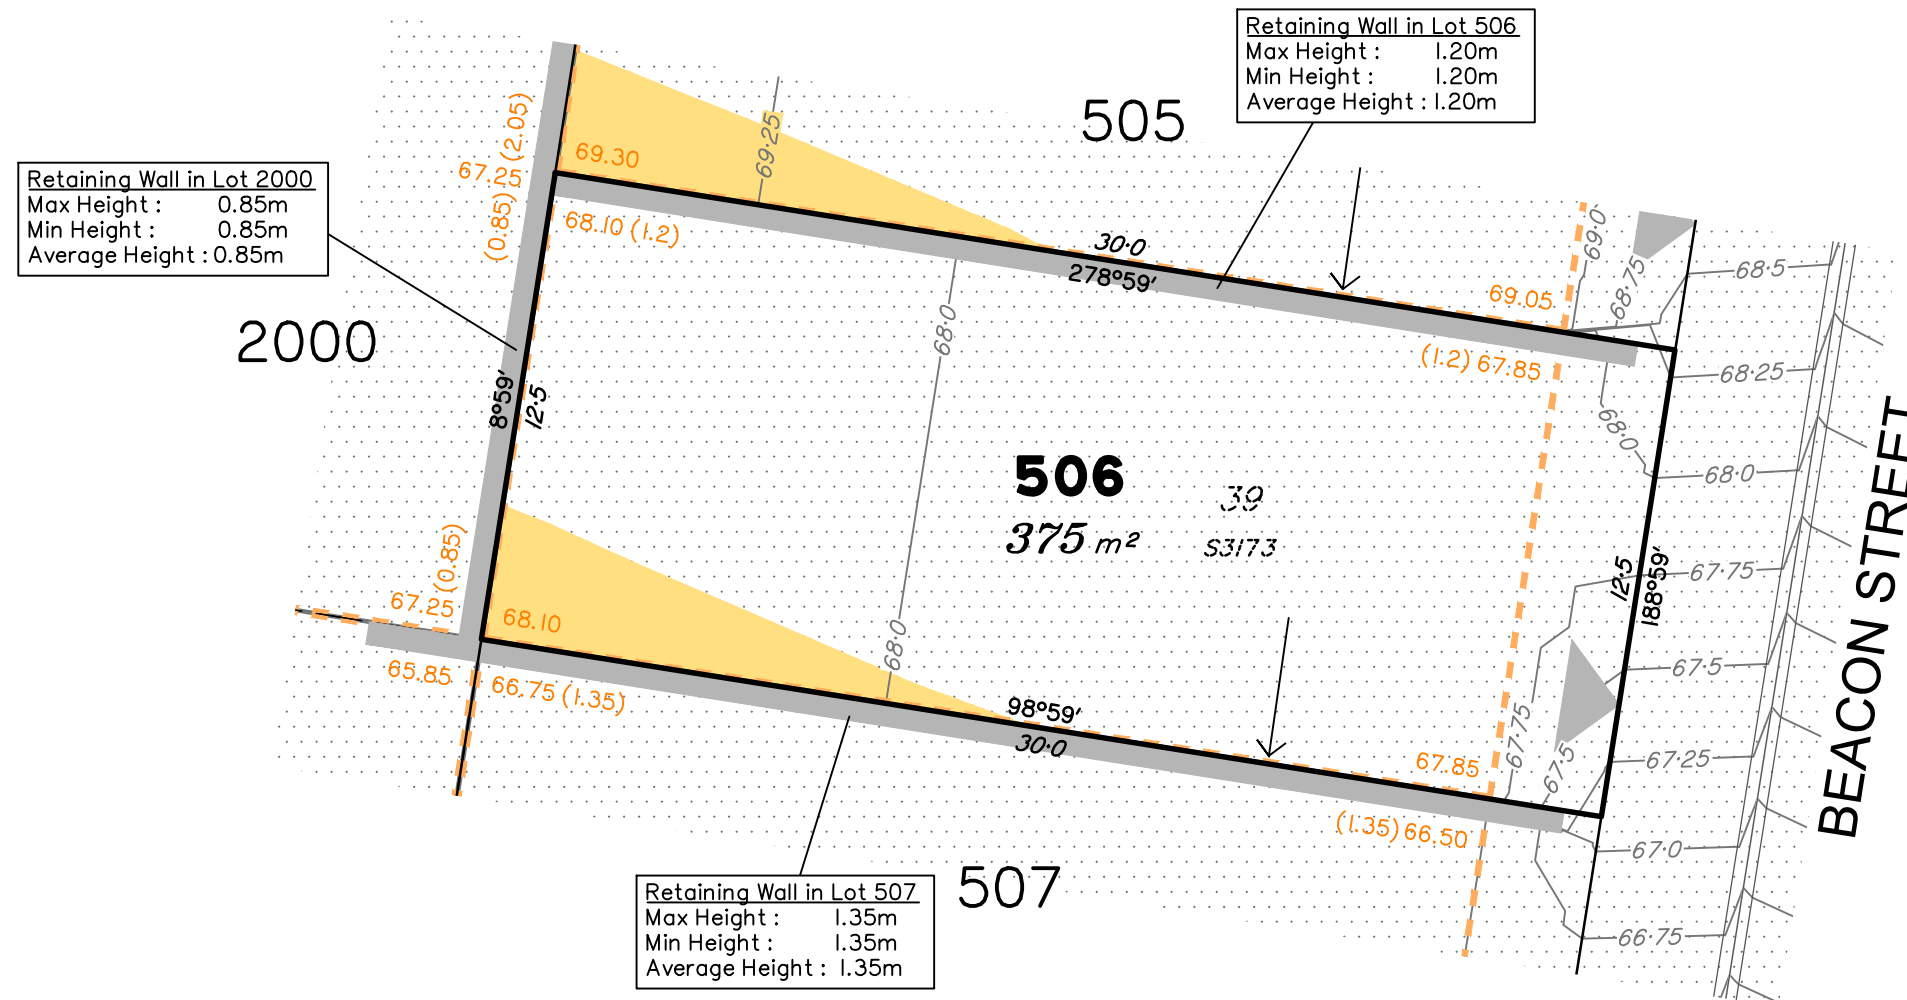 Retaining Wall in Lot 506
Max Height : 1.20m
Min Height : 1.20m
Average Height : 1.20m
505
69.25
67.25 (2.05)
(0.85)
69.30
68.10 (1.2)
Retaining Wall in Lot 2000
Max Height : 0.85m
Min Height : 0.85m
Average Height : 0.85m
2000
30·0
278°59'
69.05
69·0
68·75
68·5
(1.2) 67.85
68·25
68·0
68·0
68·0
8°59'
12·5
506
375 m²
39
S3173
12·5
188°59'
67·75
BEACON STREET
(0.85)
67.25
68.10
68·0
67·5
67·75
67·5
67·25
65.85
66.75 (1.35)
98°59'
30·0
67.85
(1.35) 66.50
67·0
66·75
507
Retaining Wall in Lot 507
Max Height : 1.35m
Min Height : 1.35m
Average Height : 1.35m